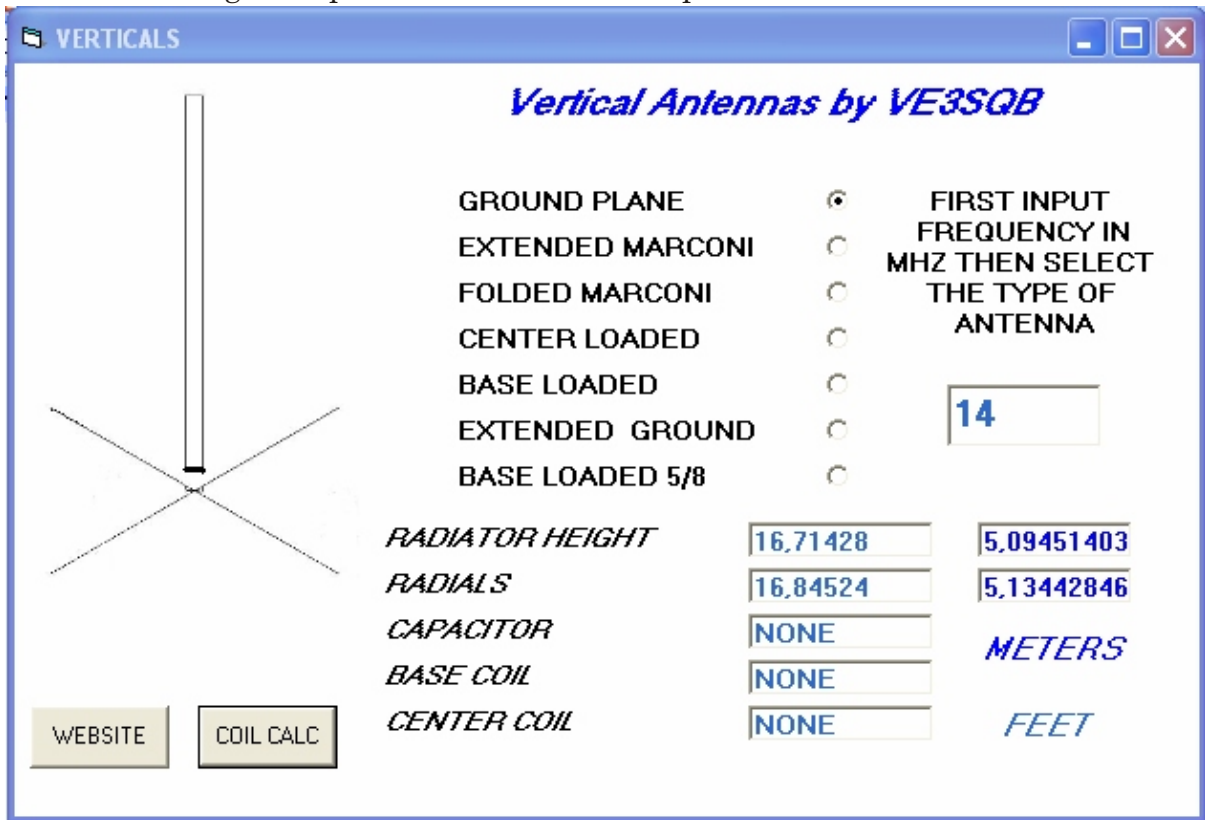 VERTICALS
Vertical Antennas by VE3SQB
GROUND PLANE
EXTENDED MARCONI
FOLDED MARCONI
CENTER LOADED
BASE LOADED
EXTENDED GROUND
BASE LOADED 5/8
FIRST INPUT
FREQUENCY IN
MHZ THEN SELECT
THE TYPE OF
ANTENNA
14
RADIATOR HEIGHT 16,71428 5,09451403
RADIALS 16,84524 5,13442846
CAPACITOR NONE
BASE COIL NONE
CENTER COIL NONE
METERS
FEET
WEBSITE COIL CALC